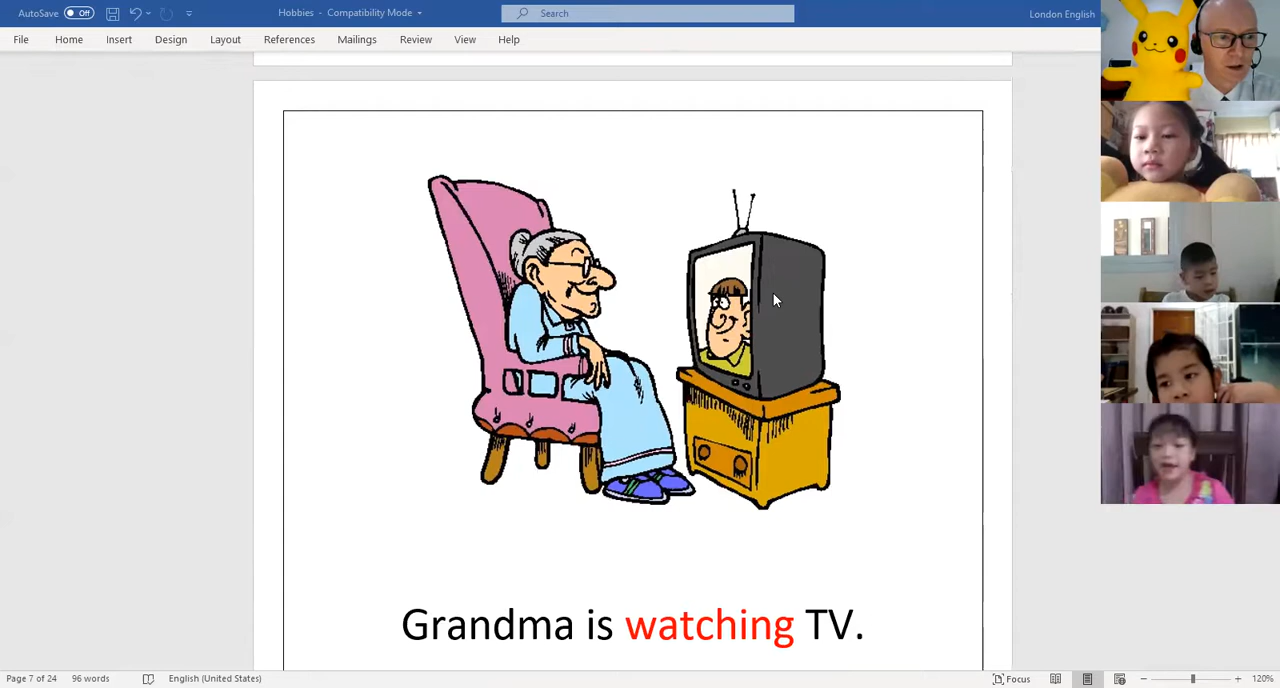 AutoSave Off Hobbies - Compatibility Mode Search London English
File Home Insert Design Layout References Mailings Review View Help
Grandma is watching TV.
Page 7 of 24 96 words English (United States) Focus 120%